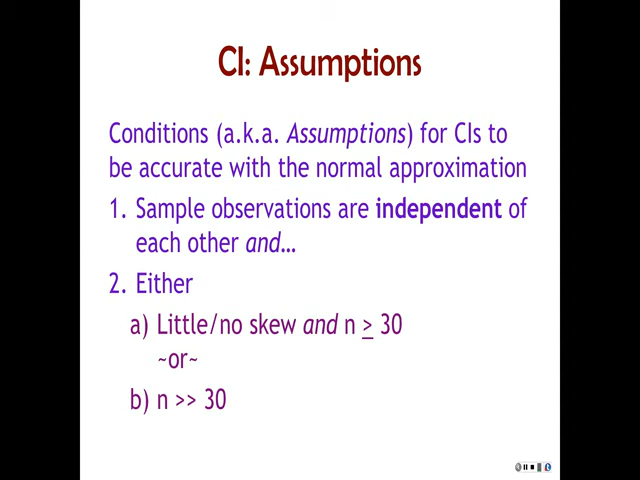 CI: Assumptions
Conditions (a.k.a. Assumptions) for CIs to
be accurate with the normal approximation
1. Sample observations are independent of
each other and…
2. Either
a) Little/no skew and n > 30
~or~
b) n >> 30